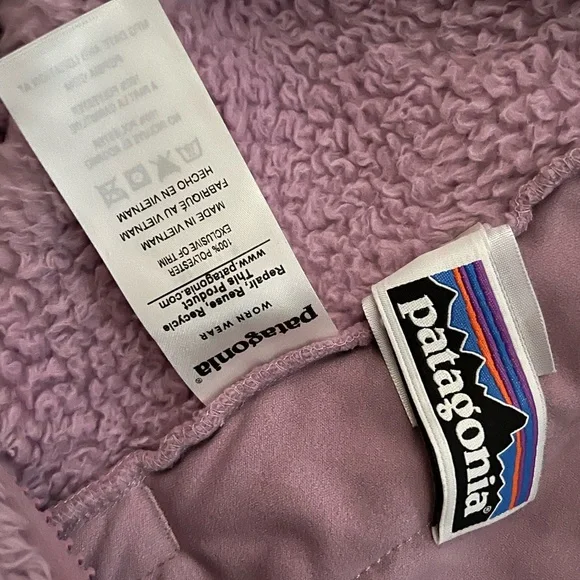 patagonia®
WORN WEAR
Repair, Reuse, Recycle
This Product
www.patagonia.com
100% POLYESTER
EXCLUSIVE OF TRIM
MADE IN VIETNAM
FABRIQUÉ AU VIETNAM
HECHO EN VIETNAM
patagonia®